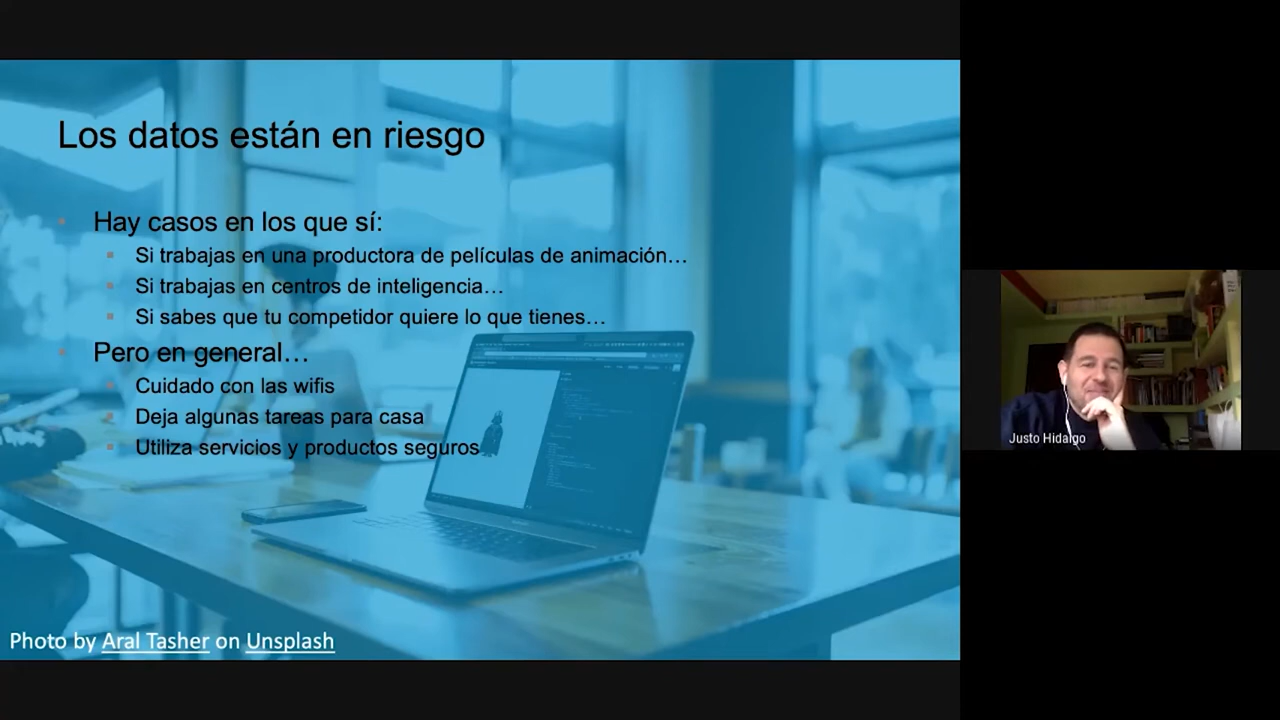 Los datos están en riesgo
Hay casos en los que sí:
Si trabajas en una productora de películas de animación…
Si trabajas en centros de inteligencia…
Si sabes que tu competidor quiere lo que tienes…
Pero en general…
Cuidado con las wifis
Deja algunas tareas para casa
Utiliza servicios y productos seguros
Photo by Aral Tasher on Unsplash
Justo Hidalgo